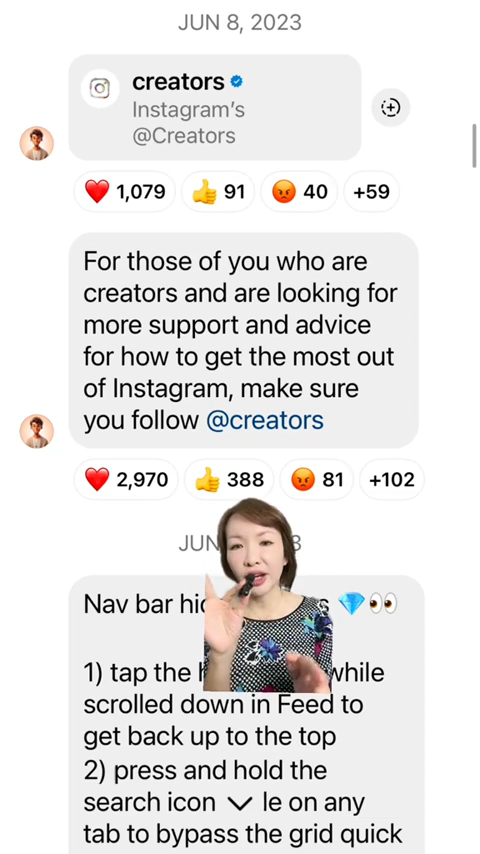 JUN 8, 2023
creators
Instagram's
@Creators
❤️ 1,079 👍 91 😡 40 +59
For those of you who are
creators and are looking for
more support and advice
for how to get the most out
of Instagram, make sure
you follow @creators
❤️ 2,970 👍 388 😡 81 +102
JUN 3
Nav bar hid s 💎👀
1) tap the while
scrolled down in Feed to
get back up to the top
2) press and hold the
search icon le on any
tab to bypass the grid quick